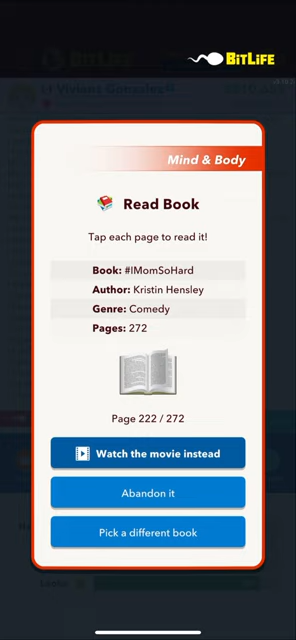 BITLIFE
BITLIFE
Mind & Body
Read Book
Tap each page to read it!
Book: #IMomSoHard
Author: Kristin Hensley
Genre: Comedy
Pages: 272
Page 222 / 272
Watch the movie instead
Abandon it
Pick a different book